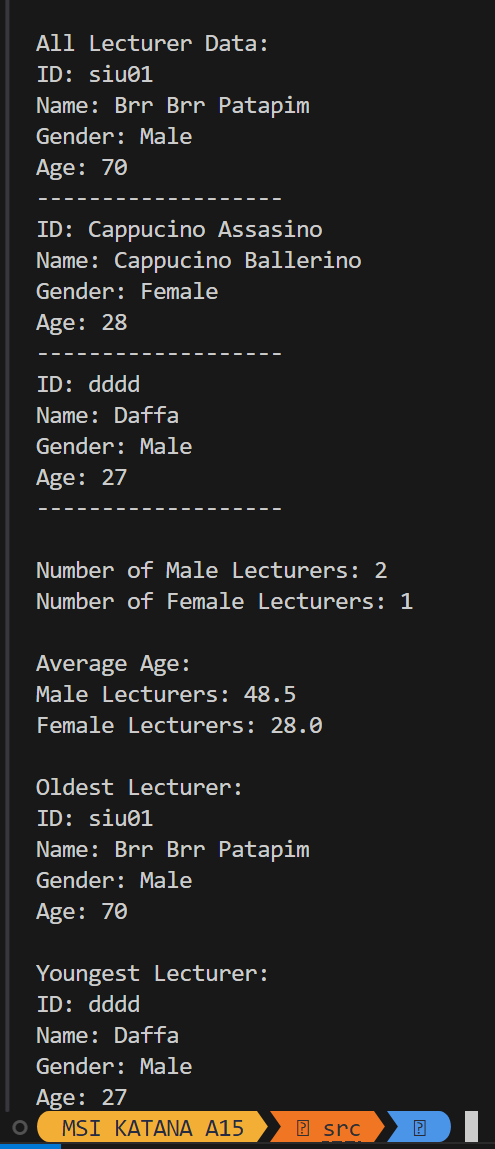 All Lecturer Data:
ID: siu01
Name: Brr Brr Patapim
Gender: Male
Age: 70
-------------------
ID: Cappucino Assasino
Name: Cappucino Ballerino
Gender: Female
Age: 28
-------------------
ID: dddd
Name: Daffa
Gender: Male
Age: 27
-------------------
Number of Male Lecturers: 2
Number of Female Lecturers: 1
Average Age:
Male Lecturers: 48.5
Female Lecturers: 28.0
Oldest Lecturer:
ID: siu01
Name: Brr Brr Patapim
Gender: Male
Age: 70
Youngest Lecturer:
ID: dddd
Name: Daffa
Gender: Male
Age: 27
MSI KATANA A15 src